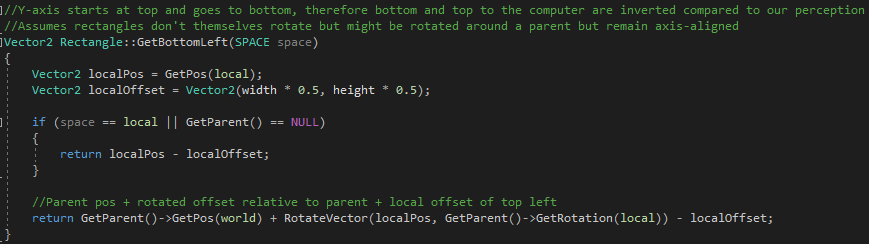 //Y-axis starts at top and goes to bottom, therefore bottom and top to the computer are inverted compared to our perception
//Assumes rectangles don't themselves rotate but might be rotated around a parent but remain axis-aligned
Vector2 Rectangle::GetBottomLeft(SPACE space)
{
    Vector2 localPos = GetPos(local);
    Vector2 localOffset = Vector2(width * 0.5, height * 0.5);

    if (space == local || GetParent() == NULL)
    {
        return localPos - localOffset;
    }

    //Parent pos + rotated offset relative to parent + local offset of top left
    return GetParent()->GetPos(world) + RotateVector(localPos, GetParent()->GetRotation(local)) - localOffset;
}